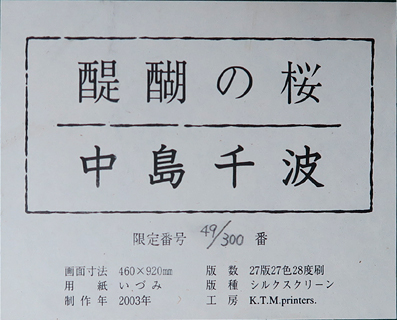 醍醐の桜
中島千波
限定番号 49/300 番
画面寸法 460×920mm 版数 27版27色28度刷
用紙 いづみ 版種 シルクスクリーン
制作年 2003年 工房 K.T.M.printers.